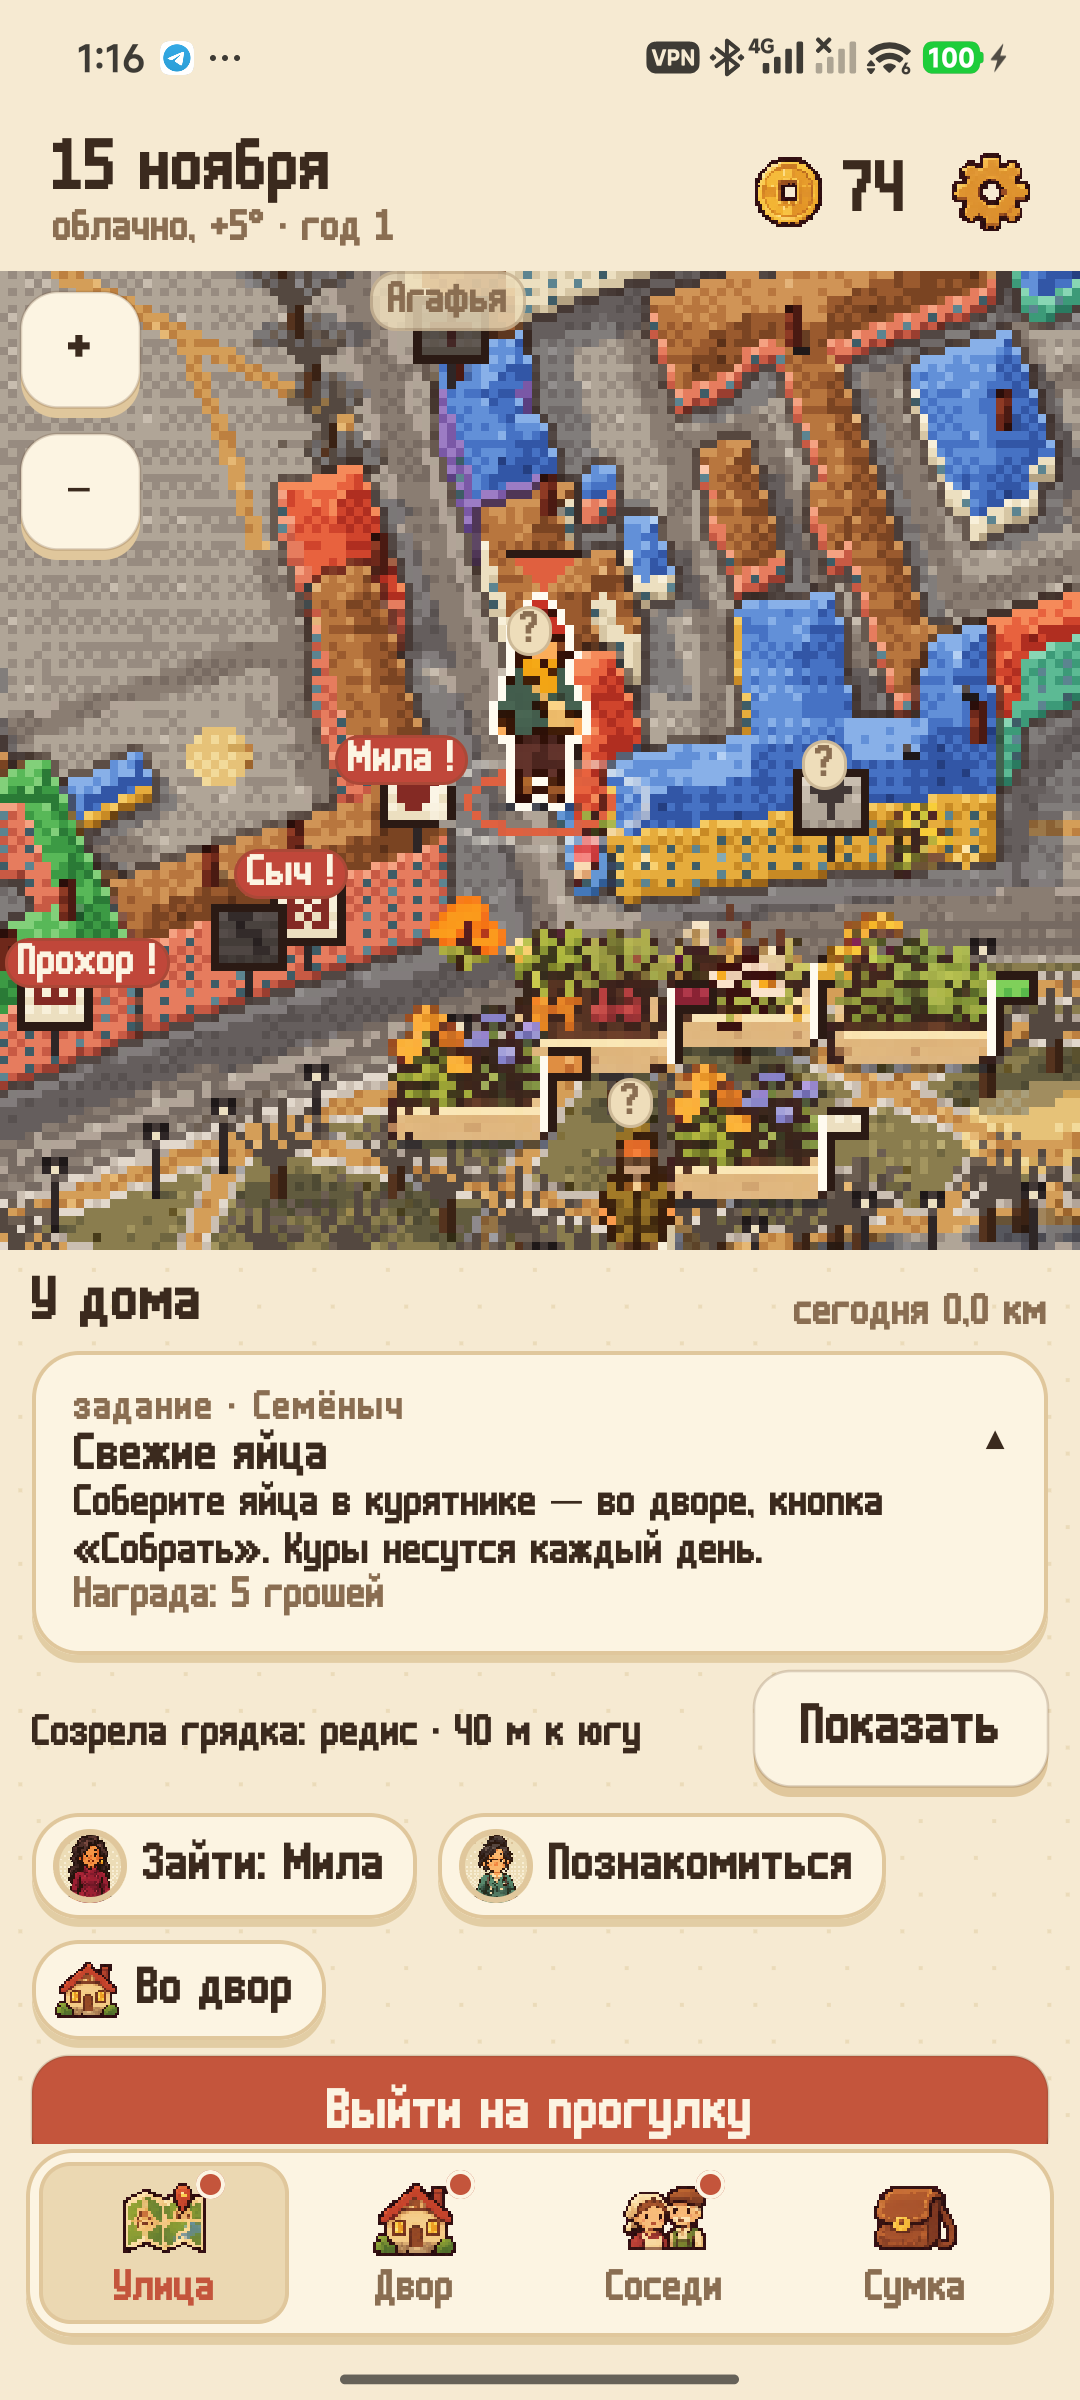 1:16
VPN
4G
6
100
15 ноября
74
облачно, +5° · год 1
Агафья
+
−
?
Мила !
?
Сыч !
Прохор !
?
У дома
сегодня 0,0 км
задание · Семёныч
Свежие яйца
Соберите яйца в курятнике — во дворе, кнопка
«Собрать». Куры несутся каждый день.
Награда: 5 грошей
Созрела грядка: редис · 40 м к югу
Показать
Зайти: Мила
Познакомиться
Во двор
Выйти на прогулку
Улица
Двор
Соседи
Сумка